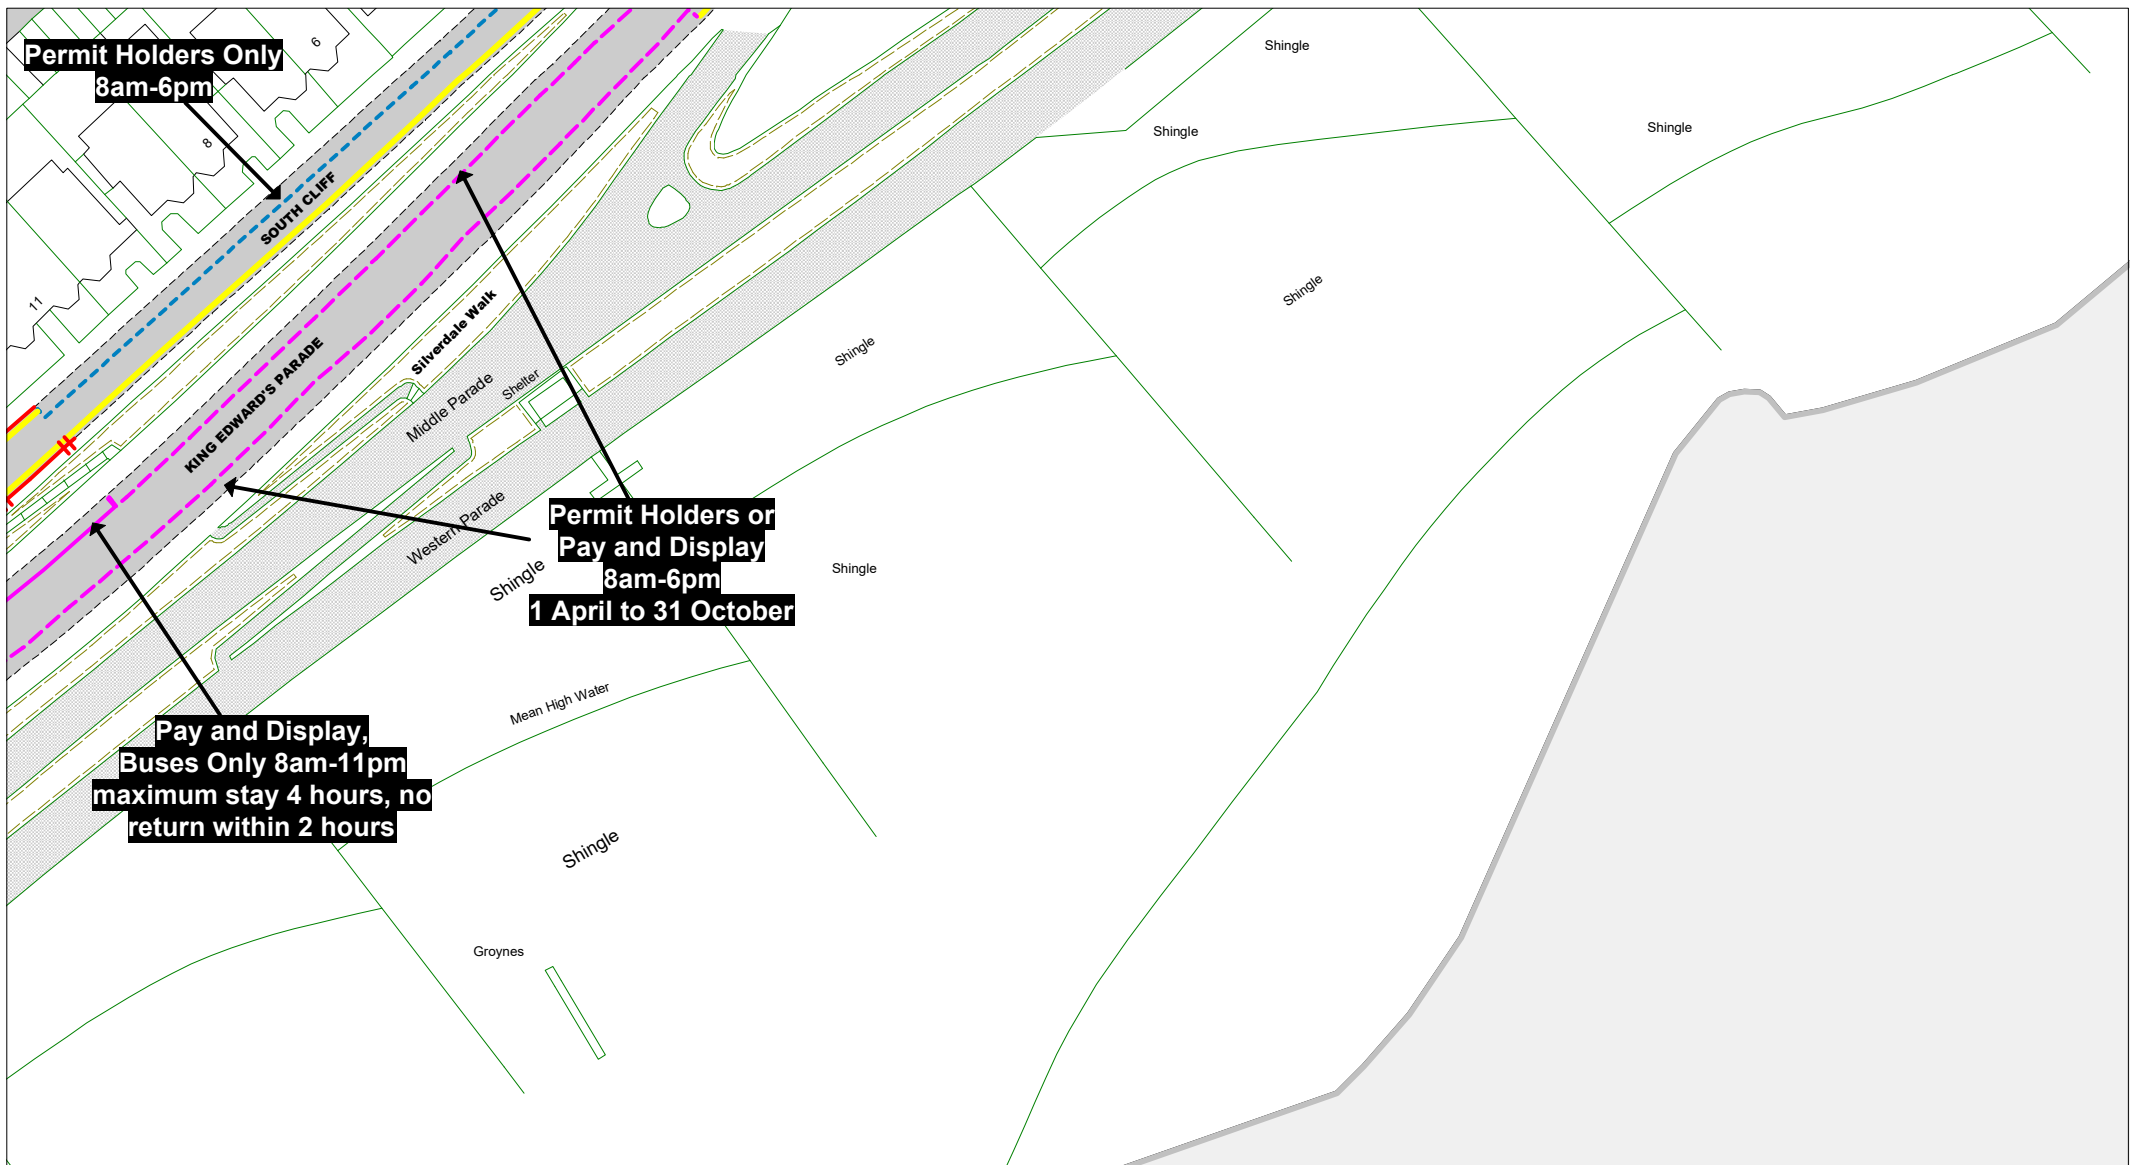 Permit Holders Only
8am-6pm
6
8
11
SOUTH CLIFF
KING EDWARD'S PARADE
Silverdale Walk
Middle Parade
Shelter
Western Parade
Shingle
Shingle
Shingle
Shingle
Shingle
Shingle
Shingle
Permit Holders or
Pay and Display
8am-6pm
1 April to 31 October
Mean High Water
Pay and Display,
Buses Only 8am-11pm
maximum stay 4 hours, no
return within 2 hours
Shingle
Groynes